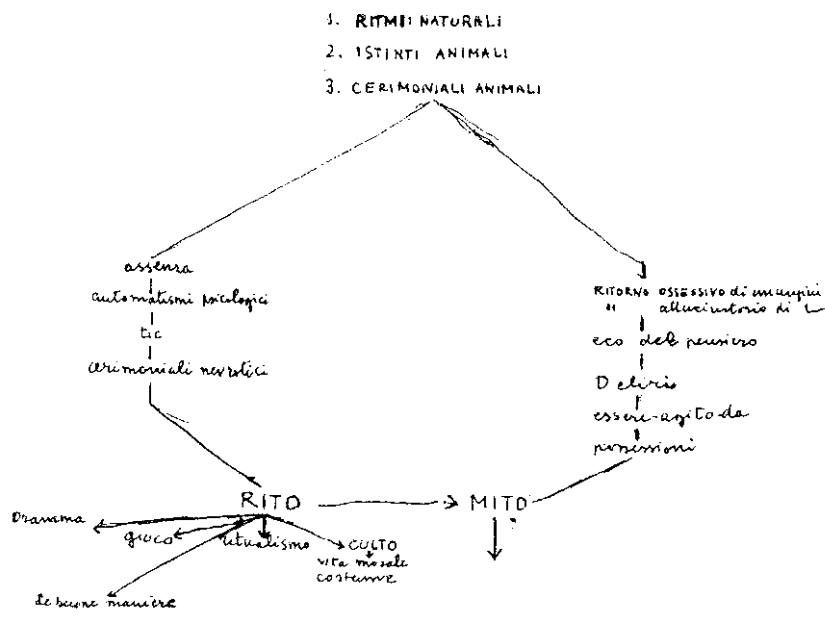 1. RITMI NATURALI
2. ISTINTI ANIMALI
3. CERIMONIALI ANIMALI
assenza
automatismi psicologici
tic
cerimoniali nevrotici
RITORNO OSSESSIVO di
" allucinatorio di
eco del pensiero
Delirio
essere-agito-da
possessioni
RITO
MITO
Dramma
gioco
ritualismo
CULTO
vita morale
costume
le buone maniere